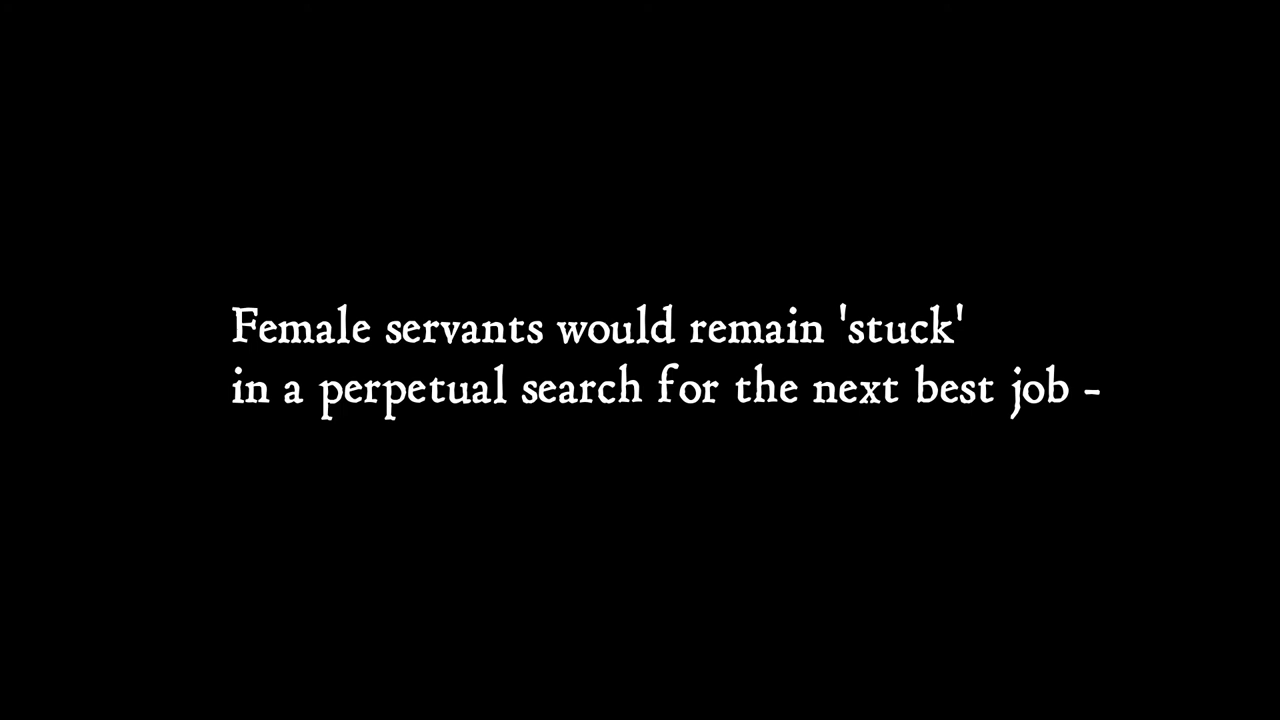 Female servants would remain 'stuck'
in a perpetual search for the next best job -